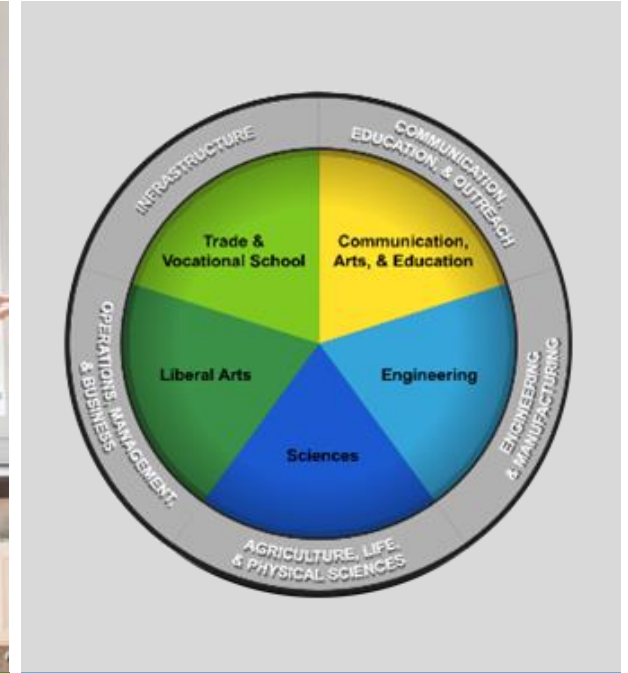 INFRASTRUCTURE
COMMUNICATION,
EDUCATION, & OUTREACH
Trade &
Vocational School
Communication,
Arts, & Education
OPERATIONS, MANAGEMENT,
& BUSINESS
Liberal Arts
Engineering
ENGINEERING
& MANUFACTURING
Sciences
AGRICULTURE, LIFE,
& PHYSICAL SCIENCES